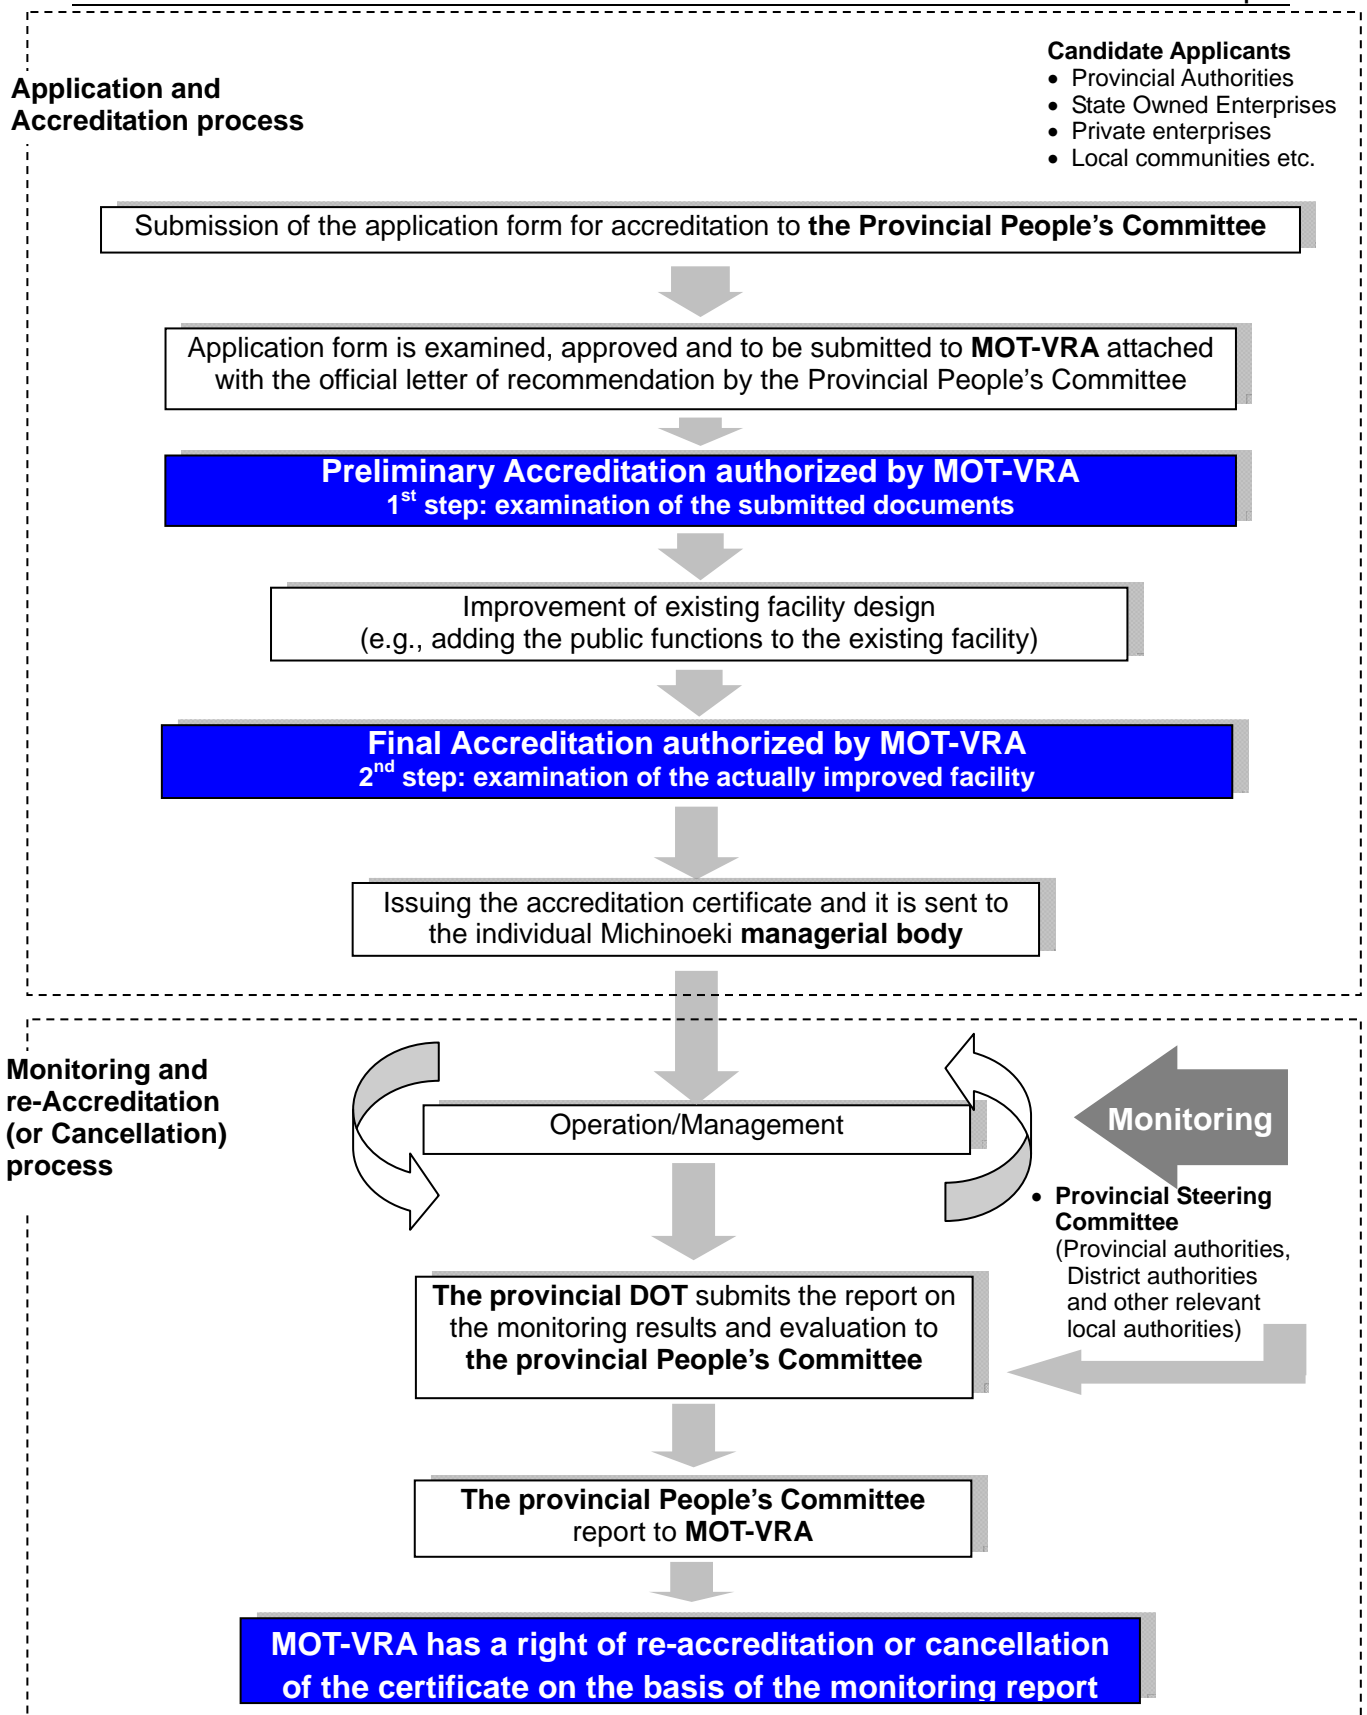 Application and
Accreditation process
Candidate Applicants
• Provincial Authorities
• State Owned Enterprises
• Private enterprises
• Local communities etc.
Submission of the application form for accreditation to the Provincial People's Committee
Application form is examined, approved and to be submitted to MOT-VRA attached
with the official letter of recommendation by the Provincial People's Committee
Preliminary Accreditation authorized by MOT-VRA
1st step: examination of the submitted documents
Improvement of existing facility design
(e.g., adding the public functions to the existing facility)
Final Accreditation authorized by MOT-VRA
2nd step: examination of the actually improved facility
Issuing the accreditation certificate and it is sent to
the individual Michinoeki managerial body
Monitoring and
re-Accreditation
(or Cancellation)
process
Operation/Management
Monitoring
• Provincial Steering
Committee
(Provincial authorities,
District authorities
and other relevant
local authorities)
The provincial DOT submits the report on
the monitoring results and evaluation to
the provincial People's Committee
The provincial People's Committee
report to MOT-VRA
MOT-VRA has a right of re-accreditation or cancellation
of the certificate on the basis of the monitoring report